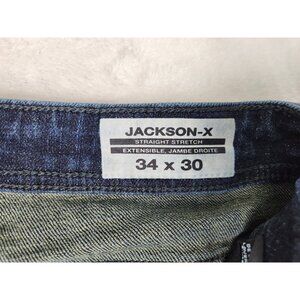 JACKSON-X
STRAIGHT STRETCH
EXTENSIBLE, JAMBE DROITE
34 x 30